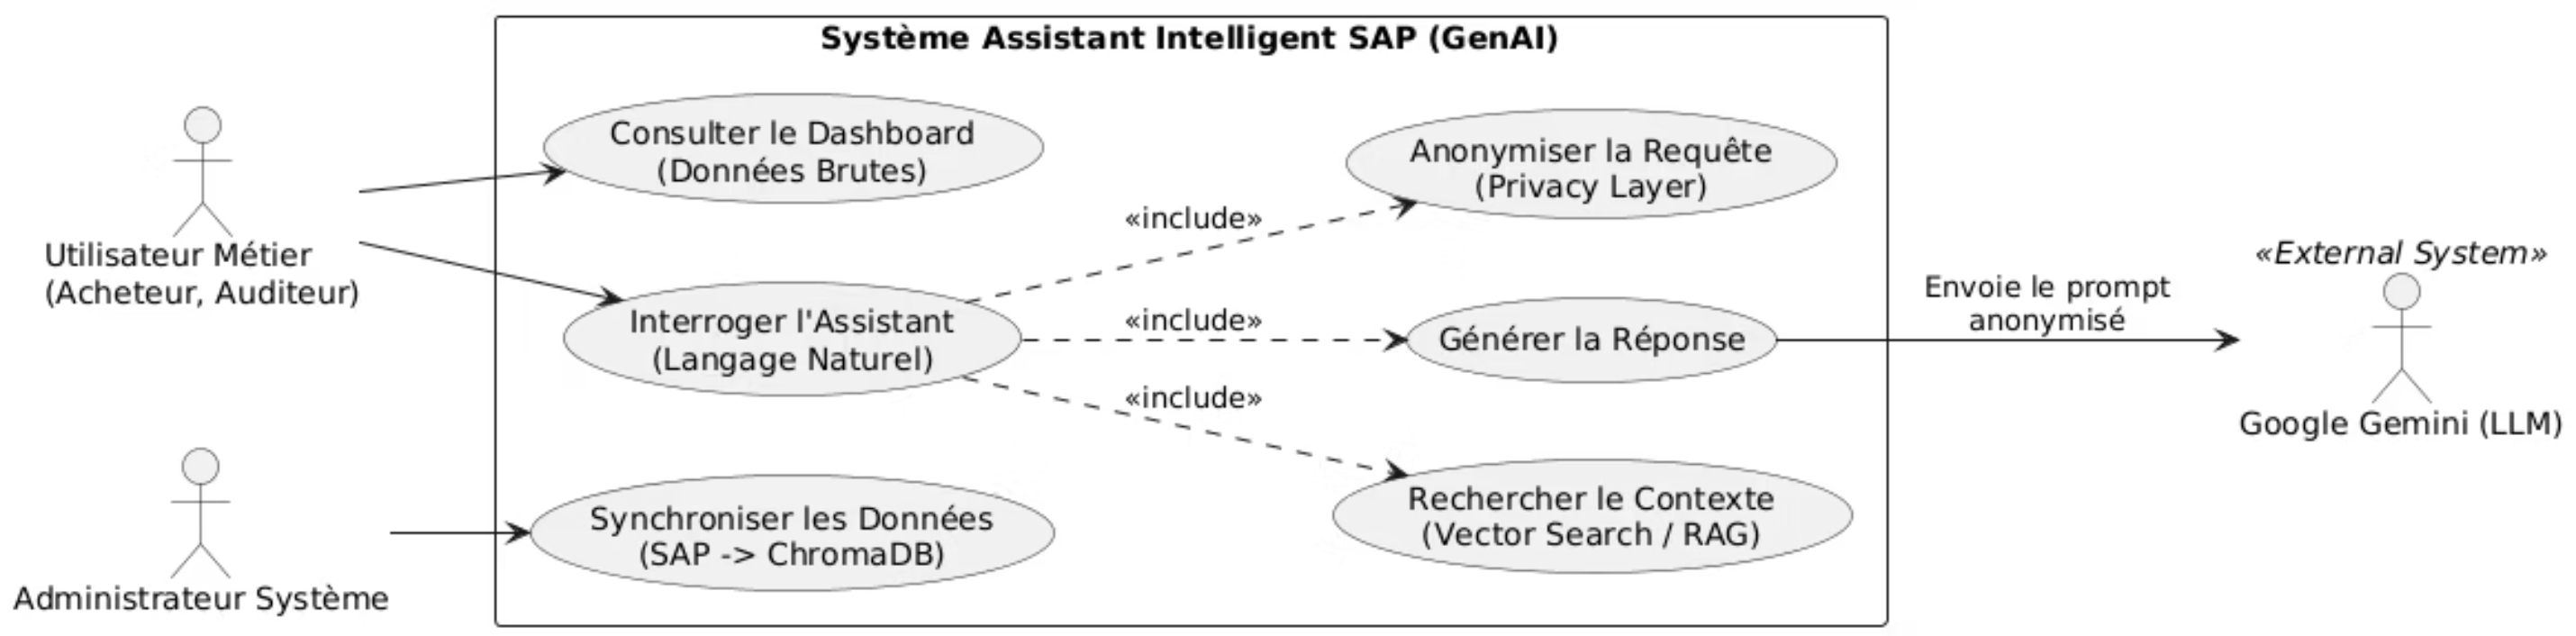 Système Assistant Intelligent SAP (GenAI)
Consulter le Dashboard
(Données Brutes)
Anonymiser la Requête
(Privacy Layer)
«include»
Utilisateur Métier
(Acheteur, Auditeur)
Interroger l'Assistant
(Langage Naturel)
«include»
Générer la Réponse
Envoie le prompt
anonymisé
«External System»
Google Gemini (LLM)
«include»
Rechercher le Contexte
(Vector Search / RAG)
Synchroniser les Données
(SAP -> ChromaDB)
Administrateur Système